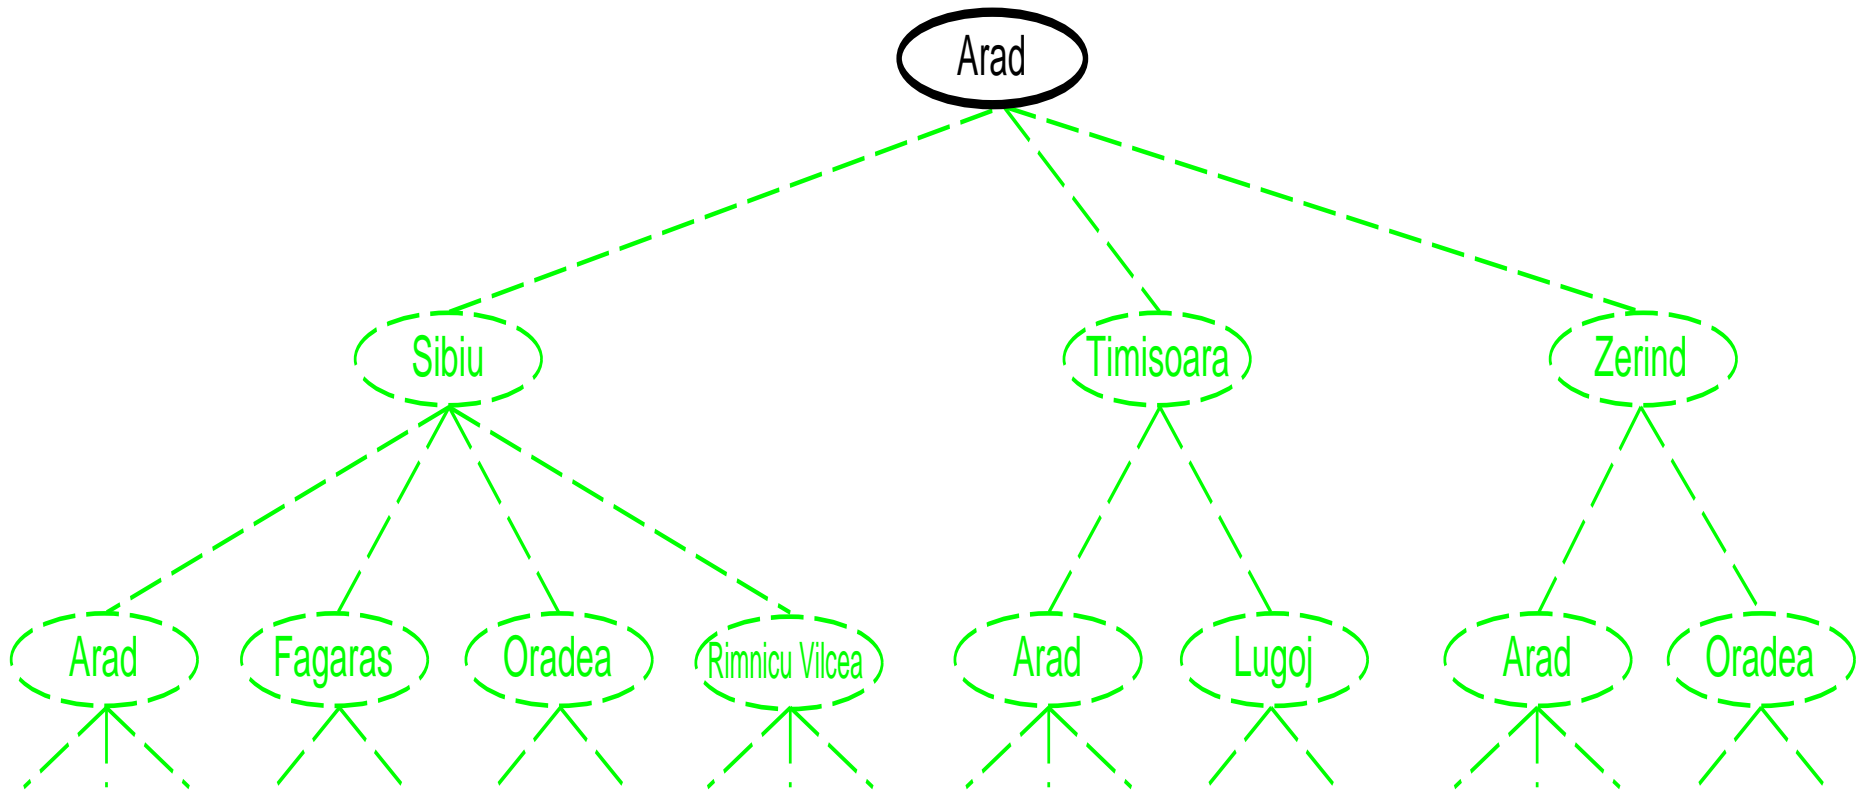 Arad
Sibiu
Timisoara
Zerind
Arad
Fagaras
Oradea
Rimnicu Vilcea
Arad
Lugoj
Arad
Oradea